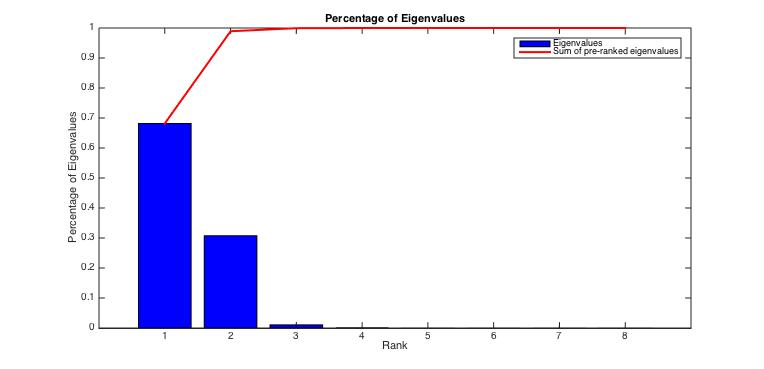 Percentage of Eigenvalues
Eigenvalues
Sum of pre-ranked eigenvalues
Percentage of Eigenvalues
1
0.9
0.8
0.7
0.6
0.5
0.4
0.3
0.2
0.1
0
1 2 3 4 5 6 7 8
Rank